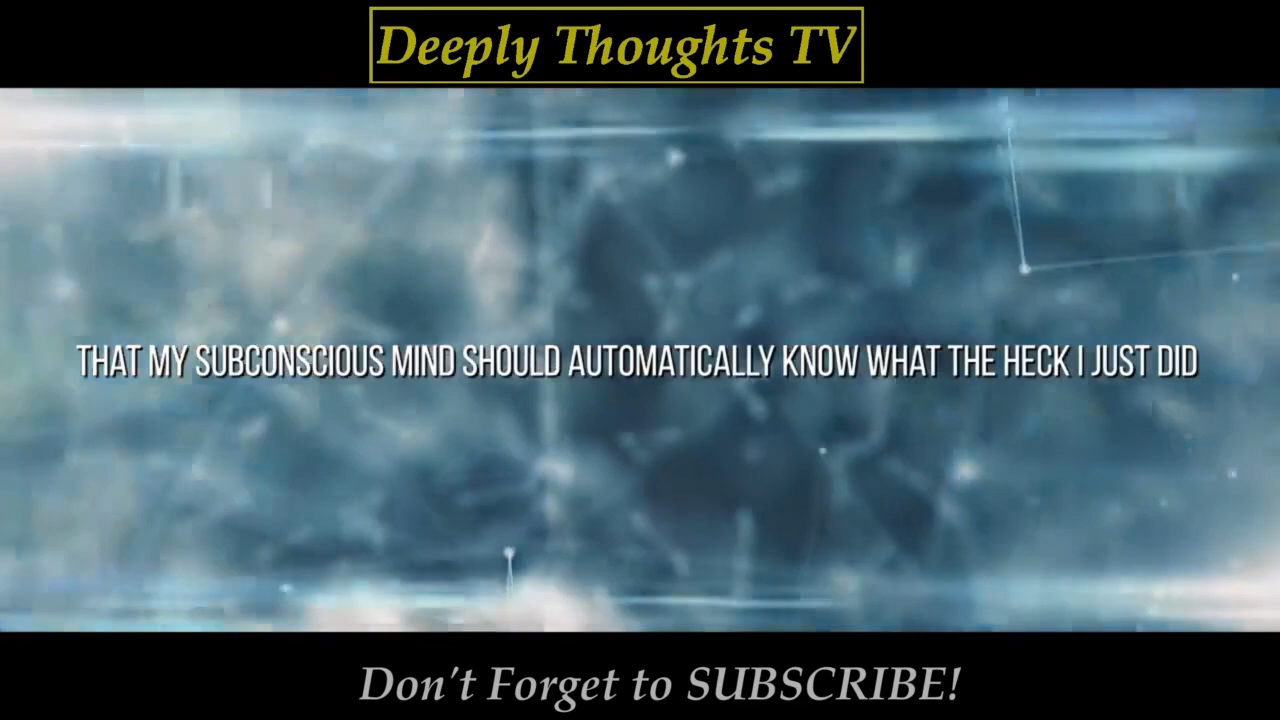 Deeply Thoughts TV
THAT MY SUBCONSCIOUS MIND SHOULD AUTOMATICALLY KNOW WHAT THE HECK I JUST DID
Don't Forget to SUBSCRIBE!